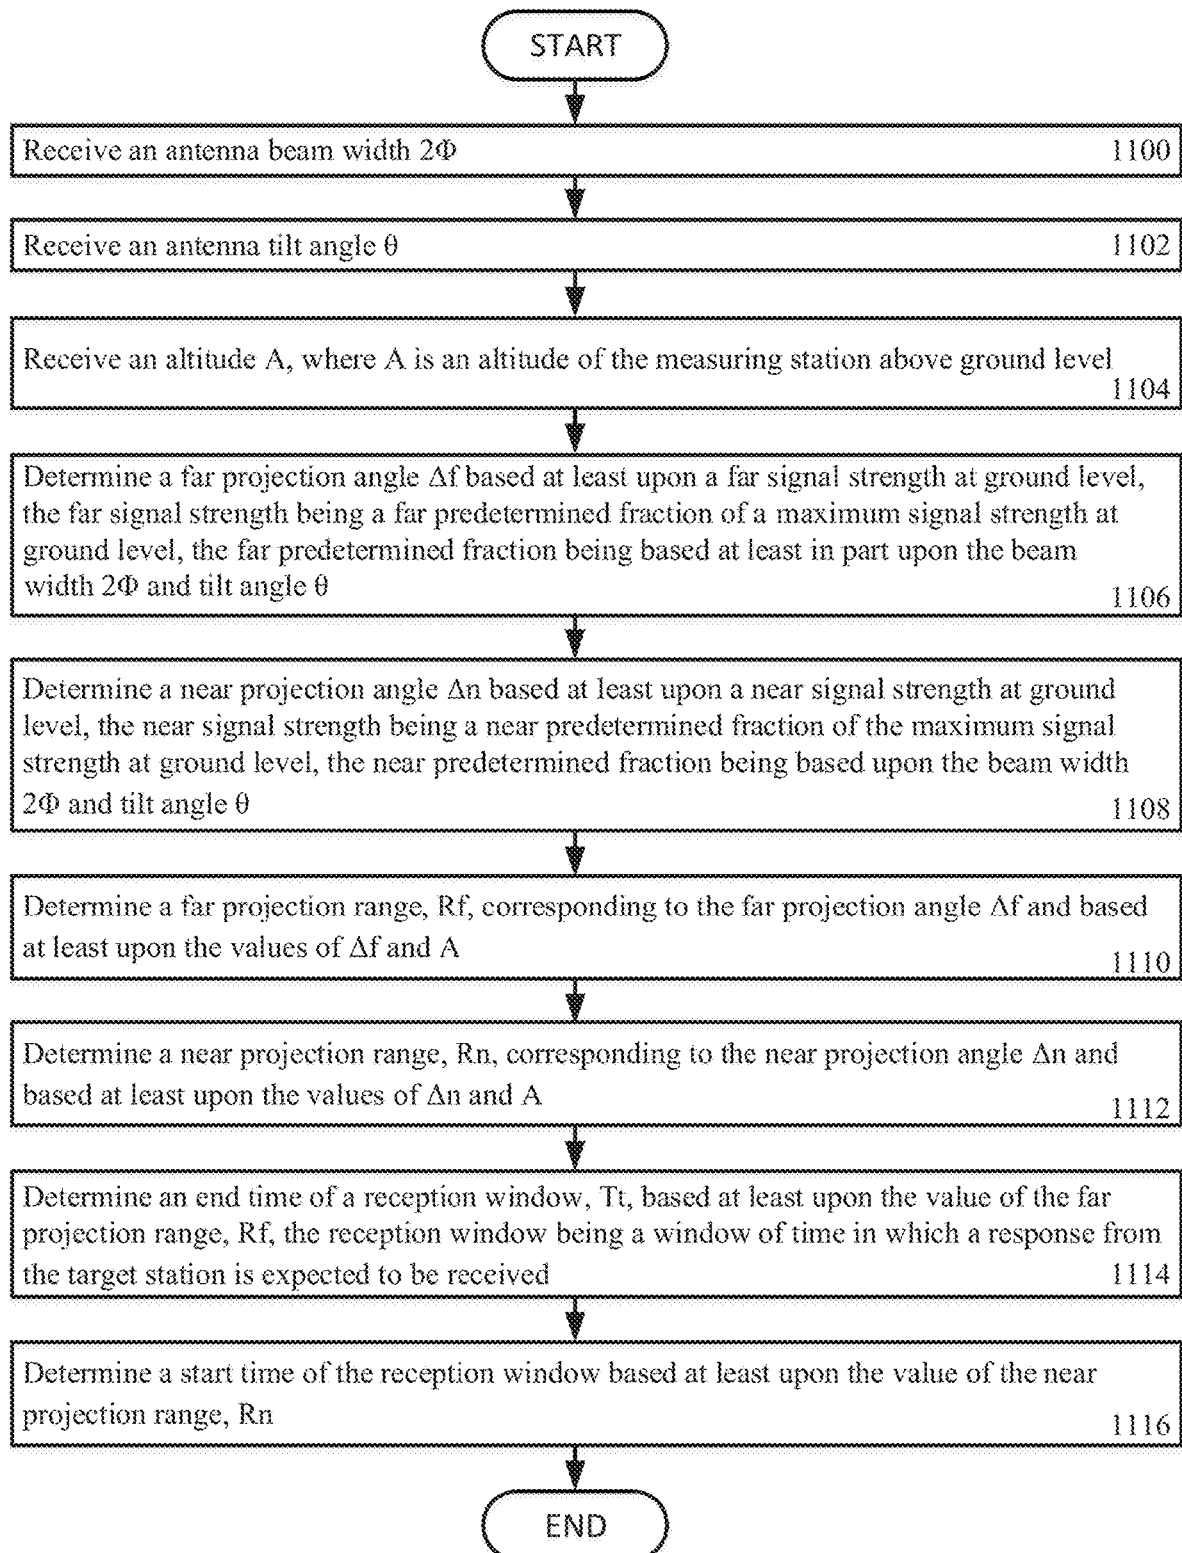 START
Receive an antenna beam width 2Φ
1100
Receive an antenna tilt angle θ
1102
Receive an altitude A, where A is an altitude of the measuring station above ground level
1104
Determine a far projection angle Δf based at least upon a far signal strength at ground level,
the far signal strength being a far predetermined fraction of a maximum signal strength at
ground level, the far predetermined fraction being based at least in part upon the beam
width 2Φ and tilt angle θ
1106
Determine a near projection angle Δn based at least upon a near signal strength at ground
level, the near signal strength being a near predetermined fraction of the maximum signal
strength at ground level, the near predetermined fraction being based upon the beam width
2Φ and tilt angle θ
1108
Determine a far projection range, Rf, corresponding to the far projection angle Δf and based
at least upon the values of Δf and A
1110
Determine a near projection range, Rn, corresponding to the near projection angle Δn and
based at least upon the values of Δn and A
1112
Determine an end time of a reception window, Tt, based at least upon the value of the far
projection range, Rf, the reception window being a window of time in which a response from
the target station is expected to be received
1114
Determine a start time of the reception window based at least upon the value of the near
projection range, Rn
1116
END